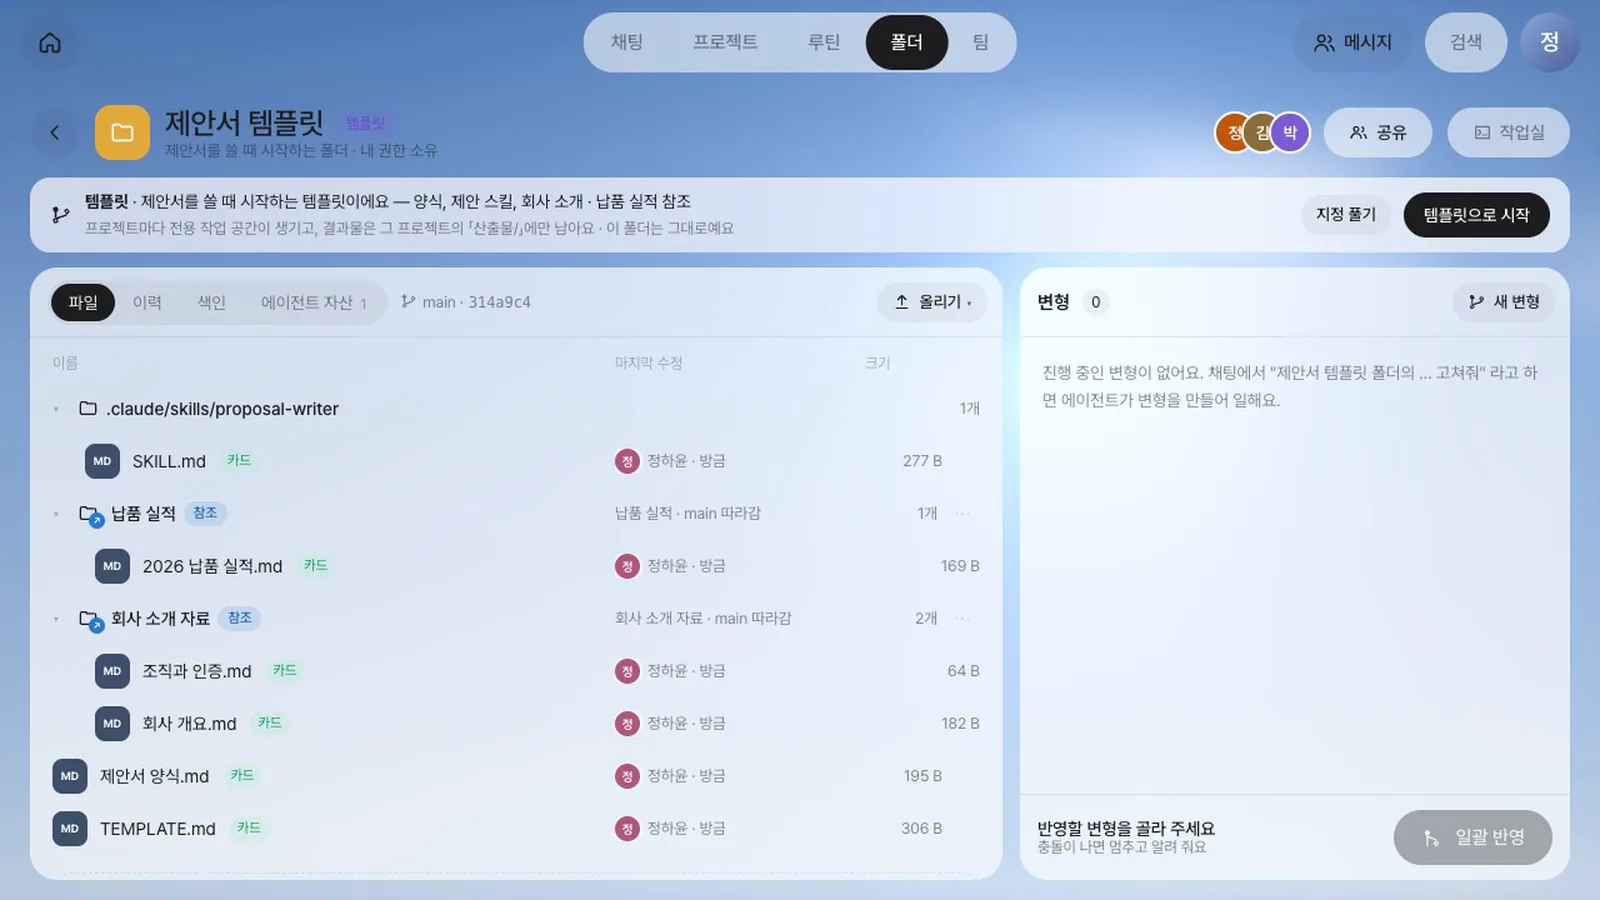 채팅 프로젝트 루틴 폴더 팀
메시지 검색 정
제안서 템플릿 템플릿
제안서를 쓸 때 시작하는 폴더 · 내 권한 소유
정 김 박 공유 작업실
템플릿 · 제안서를 쓸 때 시작하는 템플릿이에요 — 양식, 제안 스킬, 회사 소개 · 납품 실적 참조
프로젝트마다 전용 작업 공간이 생기고, 결과물은 그 프로젝트의 「산출물/」에만 남아요 · 이 폴더는 그대로예요
지정 풀기 템플릿으로 시작
파일 이력 색인 에이전트 자산 1 main · 314a9c4 올리기
이름 마지막 수정 크기
.claude/skills/proposal-writer 1개
MD SKILL.md 카드 정 정하윤 · 방금 277 B
납품 실적 참조 납품 실적 · main 따라감 1개 ···
MD 2026 납품 실적.md 카드 정 정하윤 · 방금 169 B
회사 소개 자료 참조 회사 소개 자료 · main 따라감 2개 ···
MD 조직과 인증.md 카드 정 정하윤 · 방금 64 B
MD 회사 개요.md 카드 정 정하윤 · 방금 182 B
MD 제안서 양식.md 카드 정 정하윤 · 방금 195 B
MD TEMPLATE.md 카드 정 정하윤 · 방금 306 B
변형 0 새 변형
진행 중인 변형이 없어요. 채팅에서 "제안서 템플릿 폴더의 ... 고쳐줘" 라고 하
면 에이전트가 변형을 만들어 일해요.
반영할 변형을 골라 주세요
충돌이 나면 멈추고 알려 줘요
일괄 반영